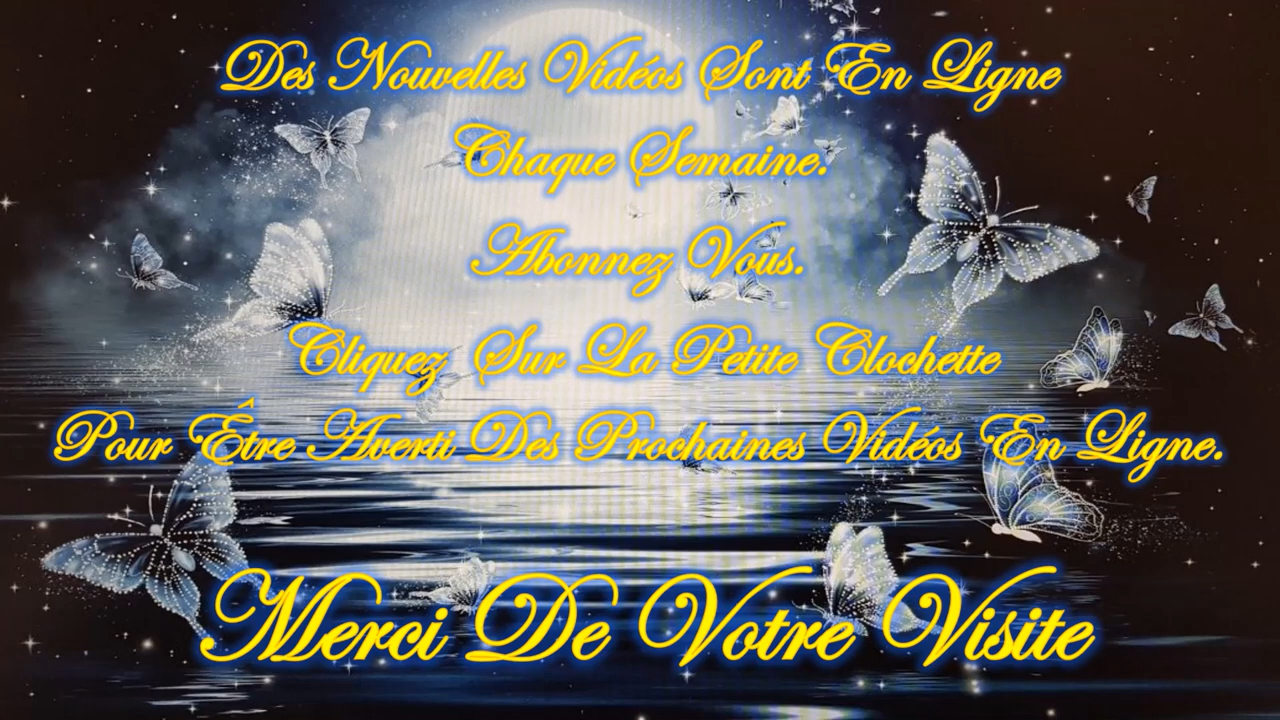 Des Nouvelles Vidéos Sont En Ligne
Chaque Semaine.
Abonnez Vous.
Cliquez Sur La Petite Clochette
Pour Être Averti Des Prochaines Vidéos En Ligne.
Merci De Votre Visite